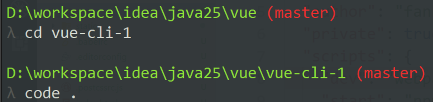 D:\workspace\idea\java25\vue (master)
λ cd vue-cli-1
D:\workspace\idea\java25\vue\vue-cli-1 (master)
λ code .